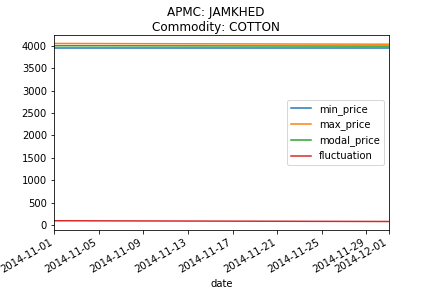 APMC: JAMKHED
Commodity: COTTON
4000
3500
3000
2500
2000
1500
1000
500
0
min_price
max_price
modal_price
fluctuation
2014-11-01
2014-11-05
2014-11-09
2014-11-13
2014-11-17
2014-11-21
2014-11-25
2014-11-29
2014-12-01
date